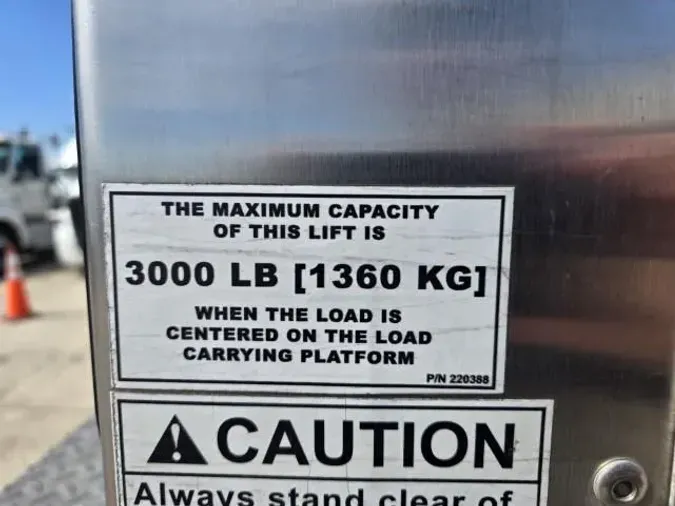 THE MAXIMUM CAPACITY
OF THIS LIFT IS
3000 LB [1360 KG]
WHEN THE LOAD IS
CENTERED ON THE LOAD
CARRYING PLATFORM
P/N 220388
CAUTION
Always stand clear of